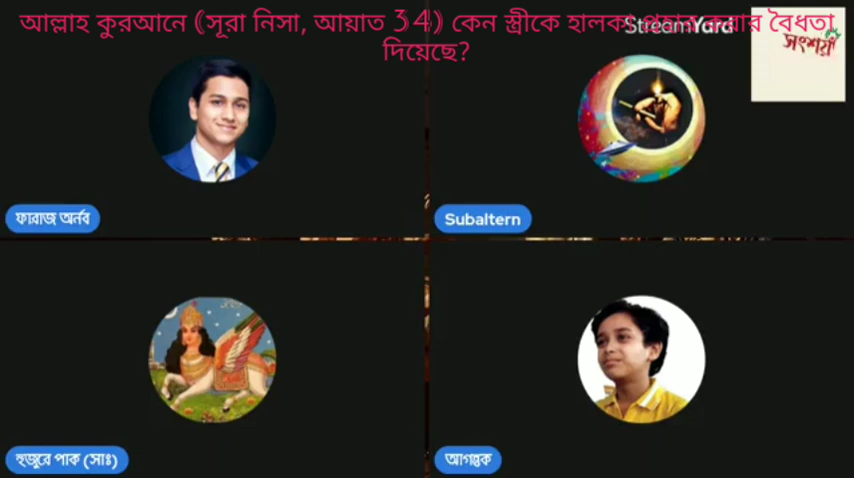 আল্লাহ কুরআনে (সূরা নিসা, আয়াত 34) কেন স্ত্রীকে হালকা প্রহার করার বৈধতা
দিয়েছে?
StreamYard
সংশয়
ফারাজ অর্নব
Subaltern
হুজুরে পাক (সাঃ)
আগন্তুক